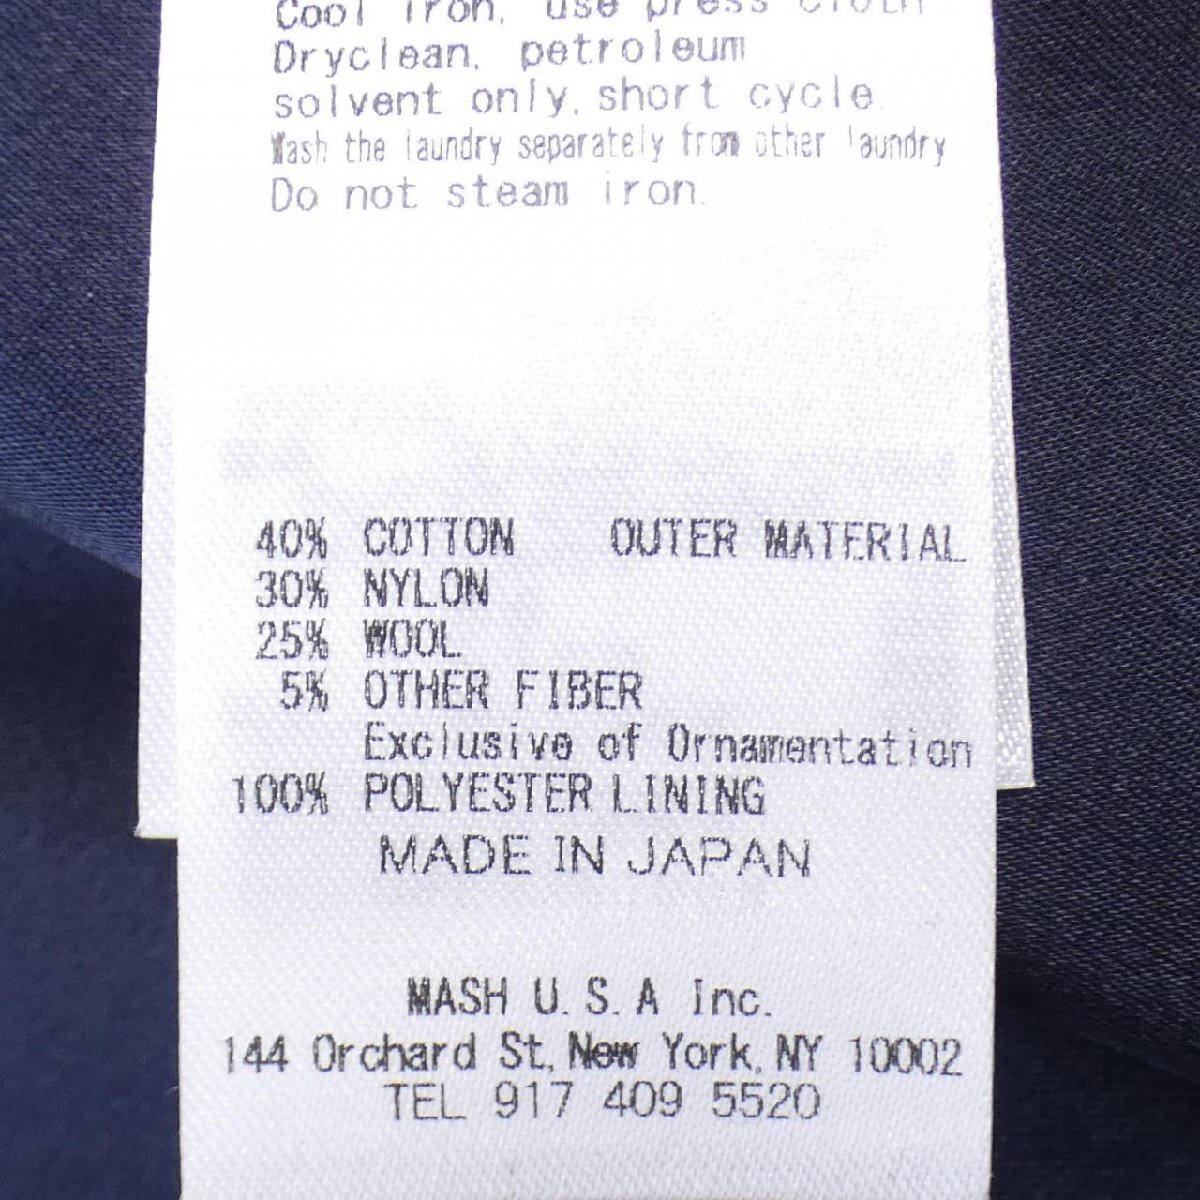 Cool iron, use press cloth
Dryclean, petroleum
solvent only, short cycle.
Wash the laundry separately from other laundry
Do not steam iron.
40% COTTON OUTER MATERIAL
30% NYLON
25% WOOL
5% OTHER FIBER
Exclusive of Ornamentation
100% POLYESTER LINING
MADE IN JAPAN
MASH U.S.A Inc.
144 Orchard St, New York, NY 10002
TEL 917 409 5520